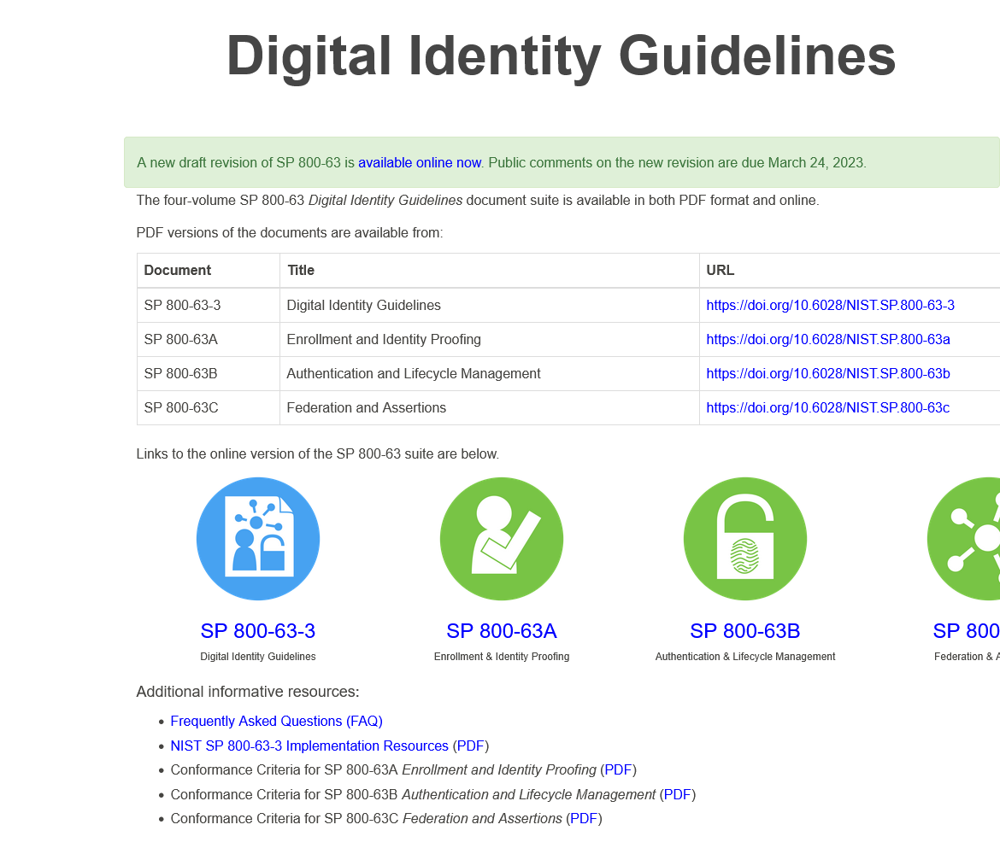 Digital Identity Guidelines
A new draft revision of SP 800-63 is available online now. Public comments on the new revision are due March 24, 2023.
The four-volume SP 800-63 Digital Identity Guidelines document suite is available in both PDF format and online.
PDF versions of the documents are available from:
Document Title URL
SP 800-63-3 Digital Identity Guidelines https://doi.org/10.6028/NIST.SP.800-63-3
SP 800-63A Enrollment and Identity Proofing https://doi.org/10.6028/NIST.SP.800-63a
SP 800-63B Authentication and Lifecycle Management https://doi.org/10.6028/NIST.SP.800-63b
SP 800-63C Federation and Assertions https://doi.org/10.6028/NIST.SP.800-63c
Links to the online version of the SP 800-63 suite are below.
SP 800-63-3 SP 800-63A SP 800-63B SP 800
Digital Identity Guidelines Enrollment & Identity Proofing Authentication & Lifecycle Management Federation &
Additional informative resources:
• Frequently Asked Questions (FAQ)
• NIST SP 800-63-3 Implementation Resources (PDF)
• Conformance Criteria for SP 800-63A Enrollment and Identity Proofing (PDF)
• Conformance Criteria for SP 800-63B Authentication and Lifecycle Management (PDF)
• Conformance Criteria for SP 800-63C Federation and Assertions (PDF)